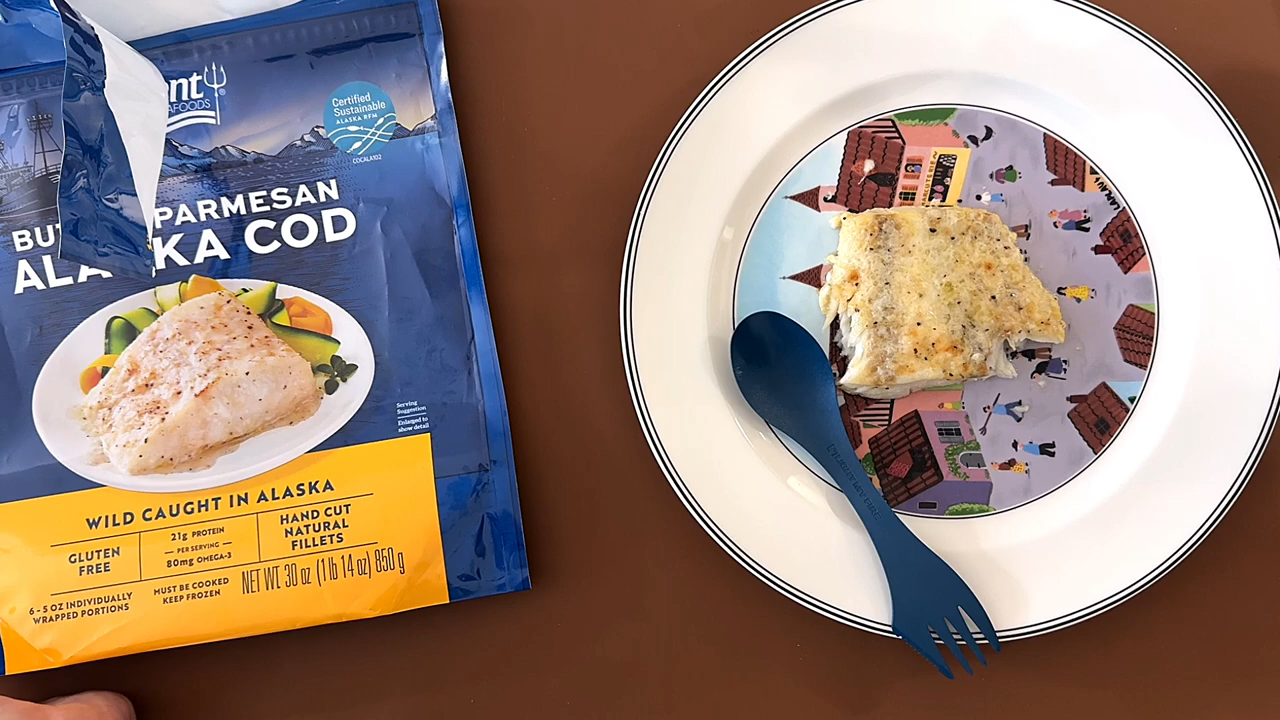 nt
AFOODS®
Certified
Sustainable
ALASKA RFM
COCALA102
BUT PARMESAN
ALA KA COD
Serving
Suggestion
Enlarged to
show detail
WILD CAUGHT IN ALASKA
GLUTEN
FREE
21g PROTEIN
PER SERVING
80mg OMEGA-3
HAND CUT
NATURAL
FILLETS
6 - 5 OZ INDIVIDUALLY
WRAPPED PORTIONS
MUST BE COOKED
KEEP FROZEN
NET WT 30 oz (1 lb 14 oz) 850 g